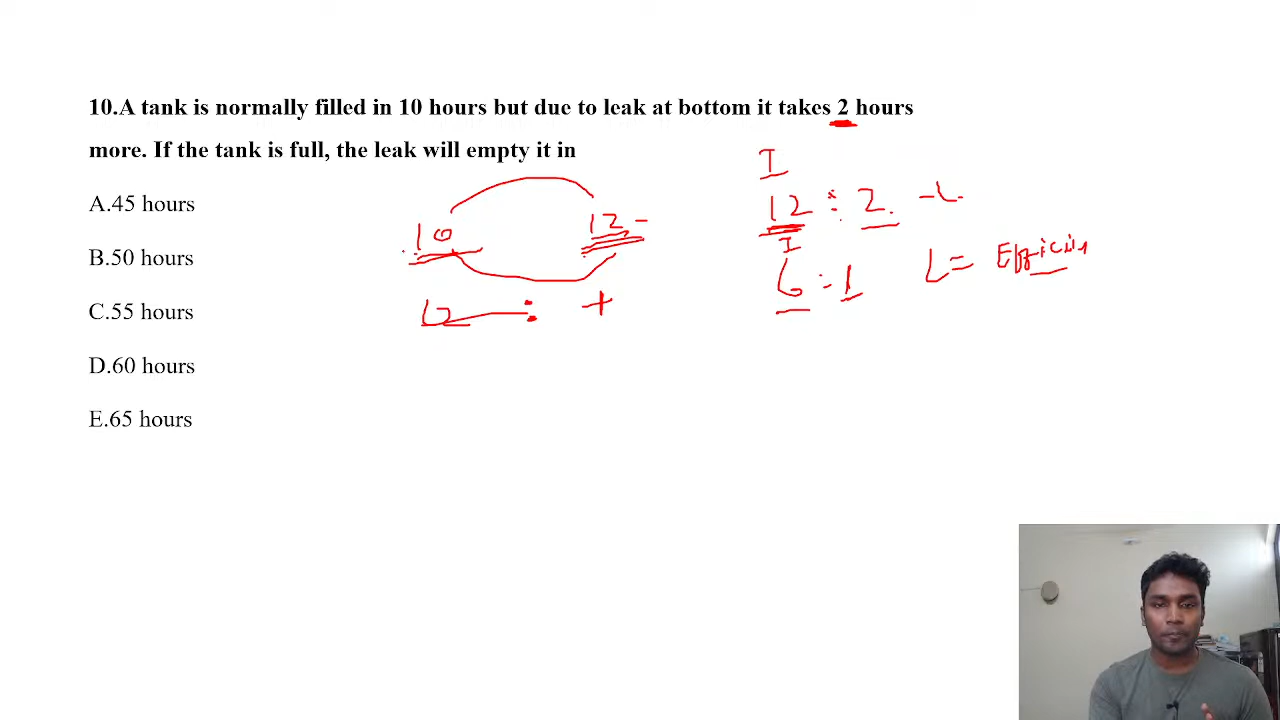 10.A tank is normally filled in 10 hours but due to leak at bottom it takes 2 hours
more. If the tank is full, the leak will empty it in
A.45 hours
B.50 hours
C.55 hours
D.60 hours
E.65 hours
10 12
12 : +
I
12 : 2 - L
I
6 : 1 L =